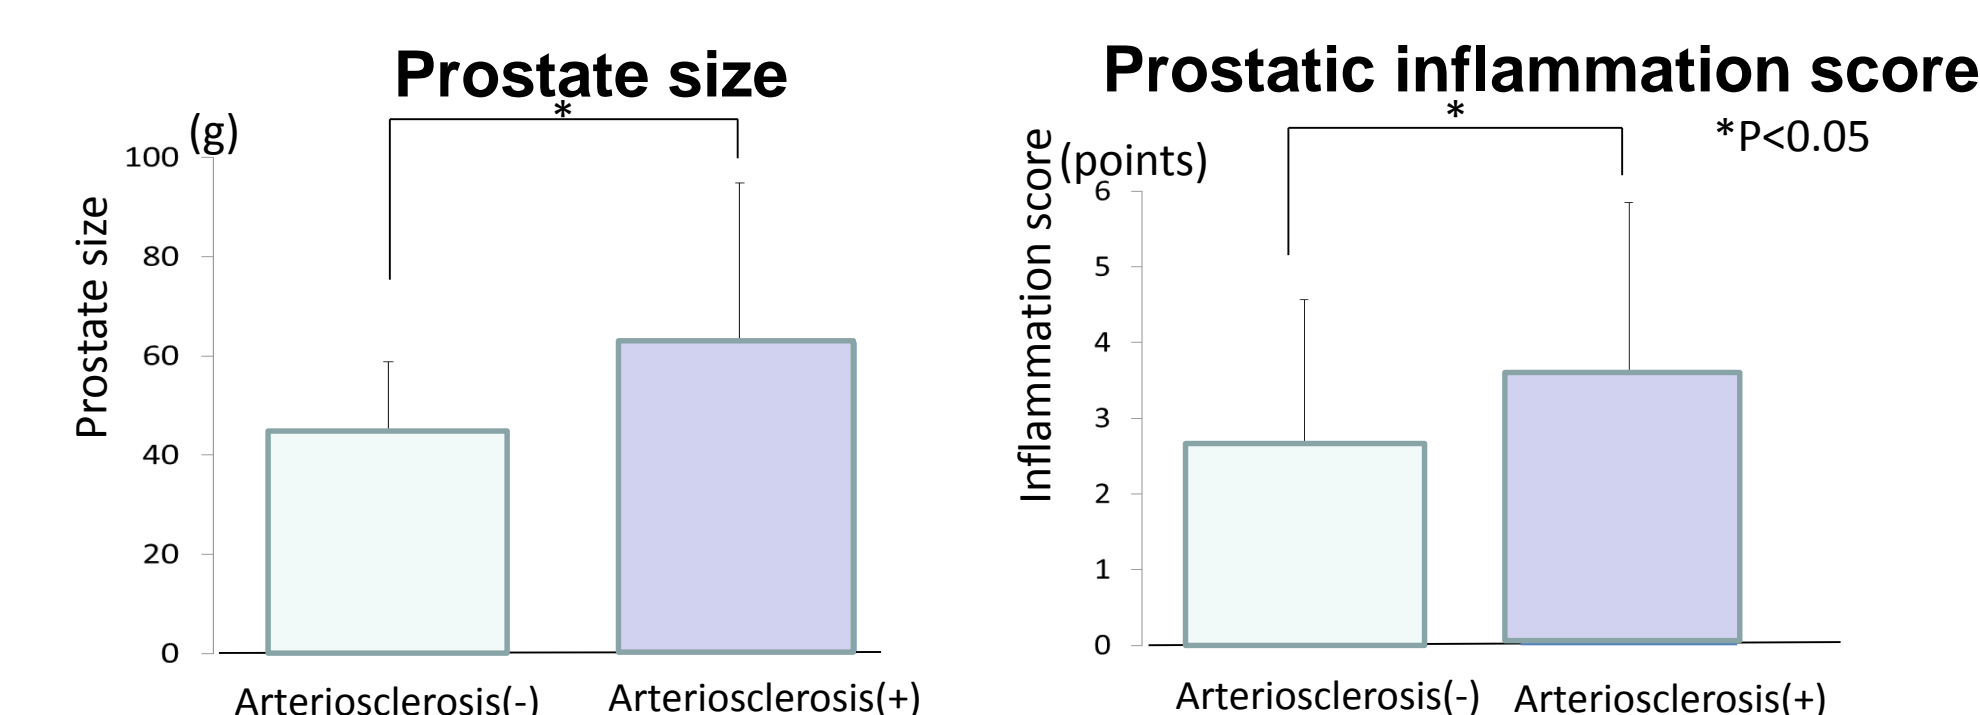 Prostate size
*
(g)
100
80
60
40
20
0
Prostate size
Arteriosclerosis(-)
Arteriosclerosis(+)
Prostatic inflammation score
*
*P<0.05
(points)
6
5
4
3
2
1
0
Inflammation score
Arteriosclerosis(-)
Arteriosclerosis(+)